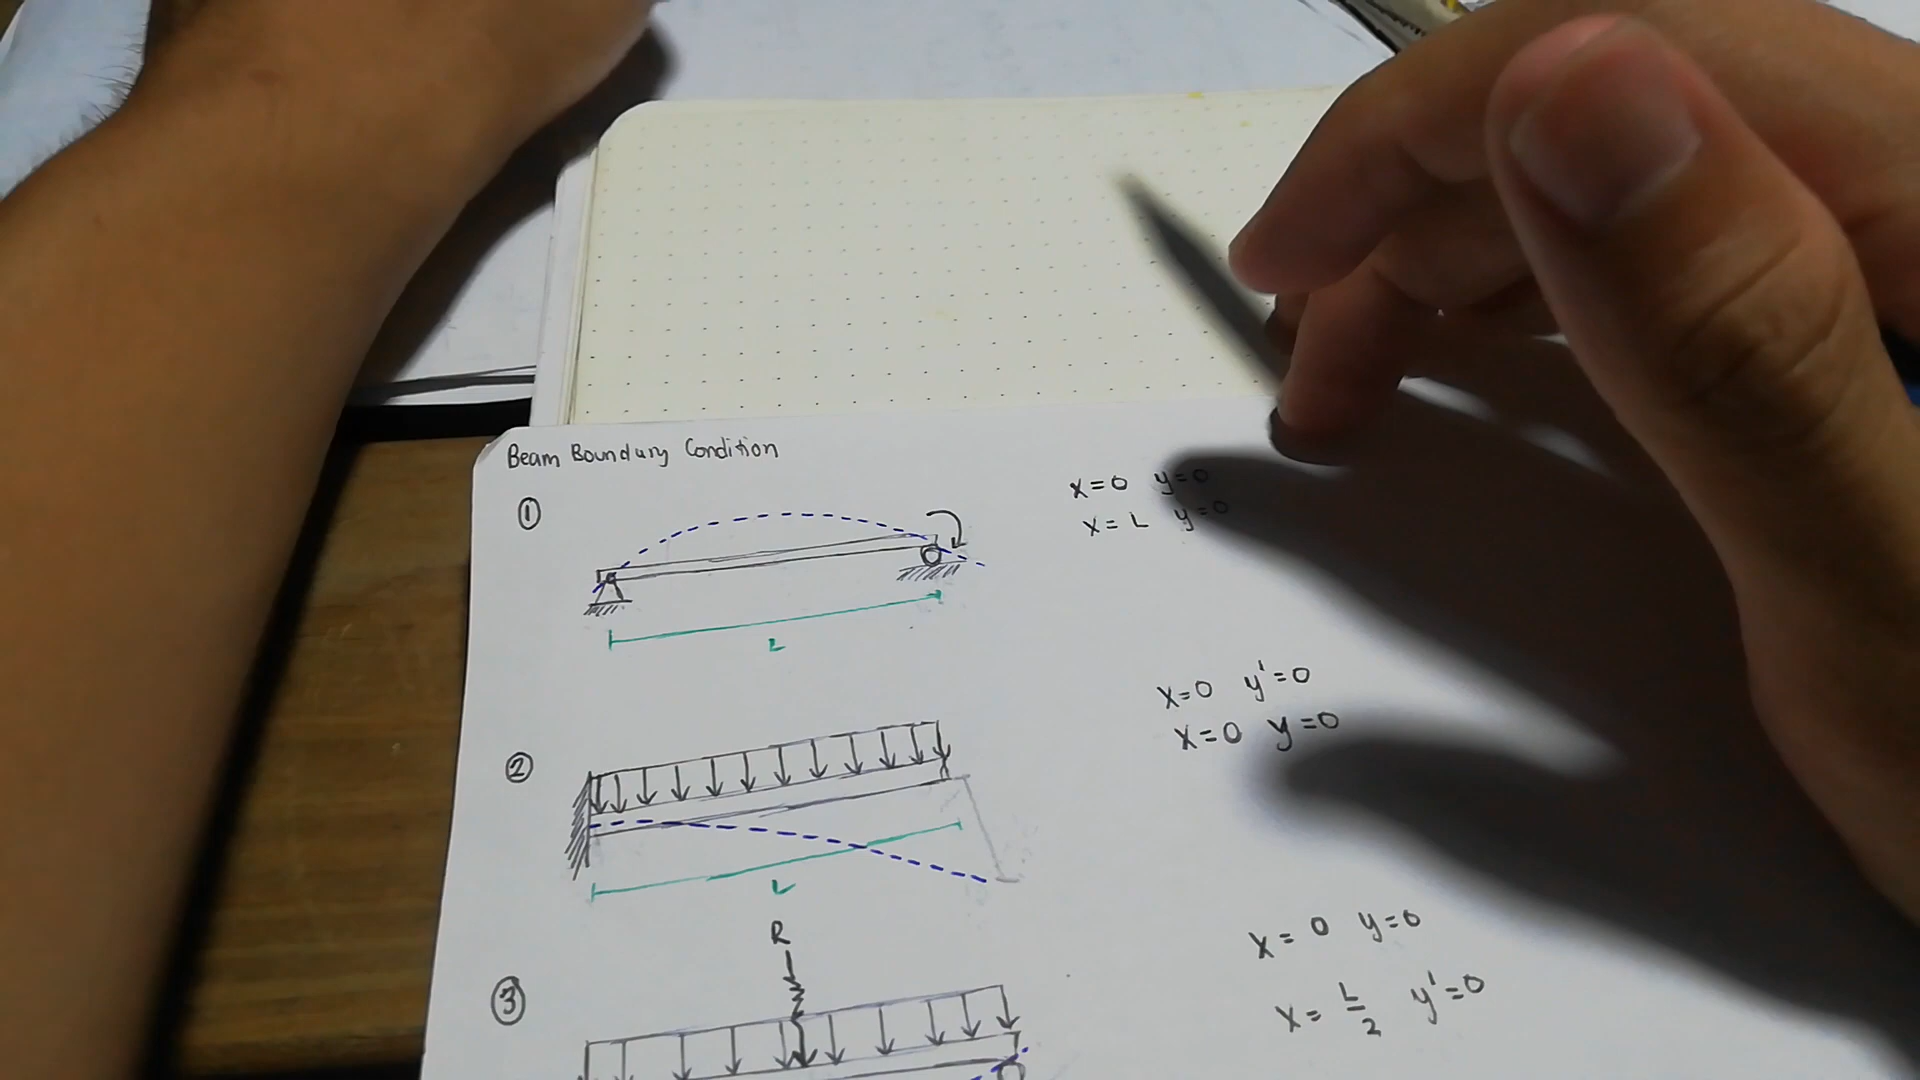 Beam Boundary Condition
①
x=0 y=0
x=L y=0
L
②
x=0 y'=0
x=0 y=0
L
R
③
x=0 y=0
x=L/2 y'=0